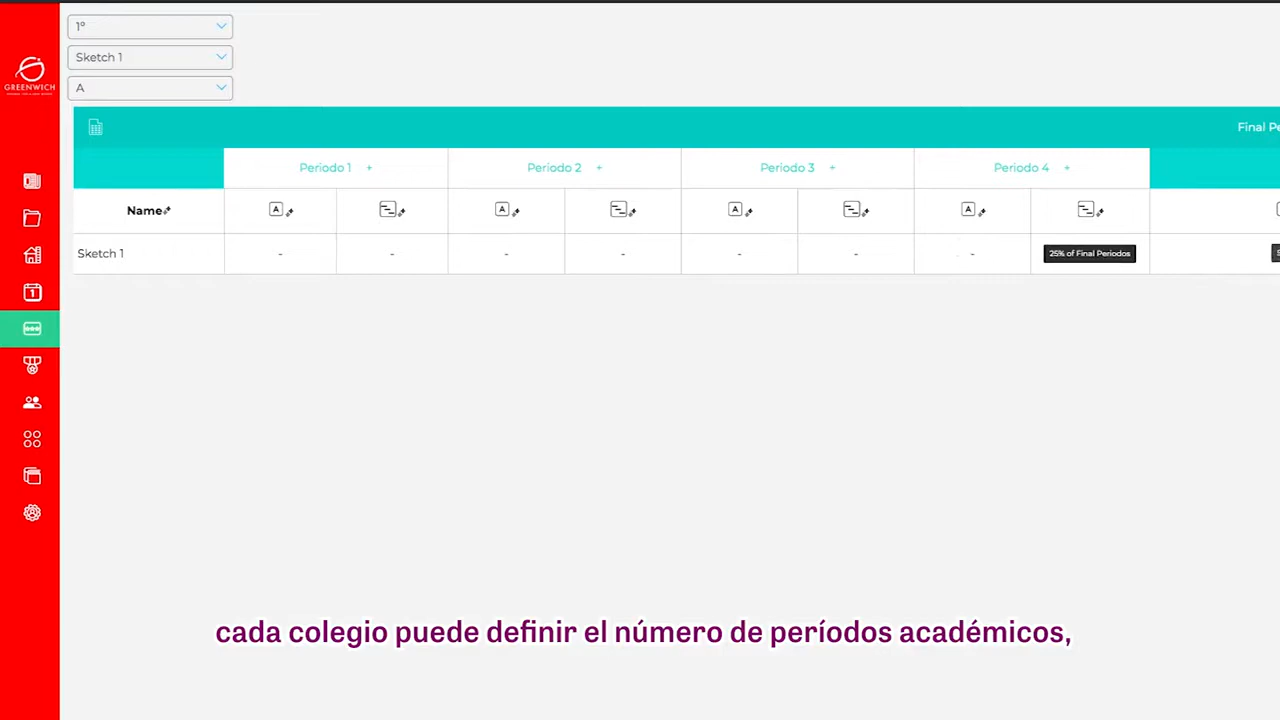 1º
Sketch 1
A
GREENWICH
Final Pe
Periodo 1 +
Periodo 2 +
Periodo 3 +
Periodo 4 +
Name
A
A
A
A
Sketch 1
-
-
-
-
-
-
-
25% of Final Periodos
1
cada colegio puede definir el número de períodos académicos,